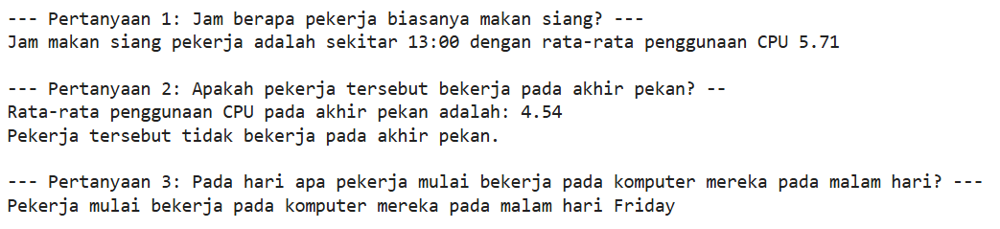 --- Pertanyaan 1: Jam berapa pekerja biasanya makan siang? ---
Jam makan siang pekerja adalah sekitar 13:00 dengan rata-rata penggunaan CPU 5.71
--- Pertanyaan 2: Apakah pekerja tersebut bekerja pada akhir pekan? --
Rata-rata penggunaan CPU pada akhir pekan adalah: 4.54
Pekerja tersebut tidak bekerja pada akhir pekan.
--- Pertanyaan 3: Pada hari apa pekerja mulai bekerja pada komputer mereka pada malam hari? ---
Pekerja mulai bekerja pada komputer mereka pada malam hari Friday